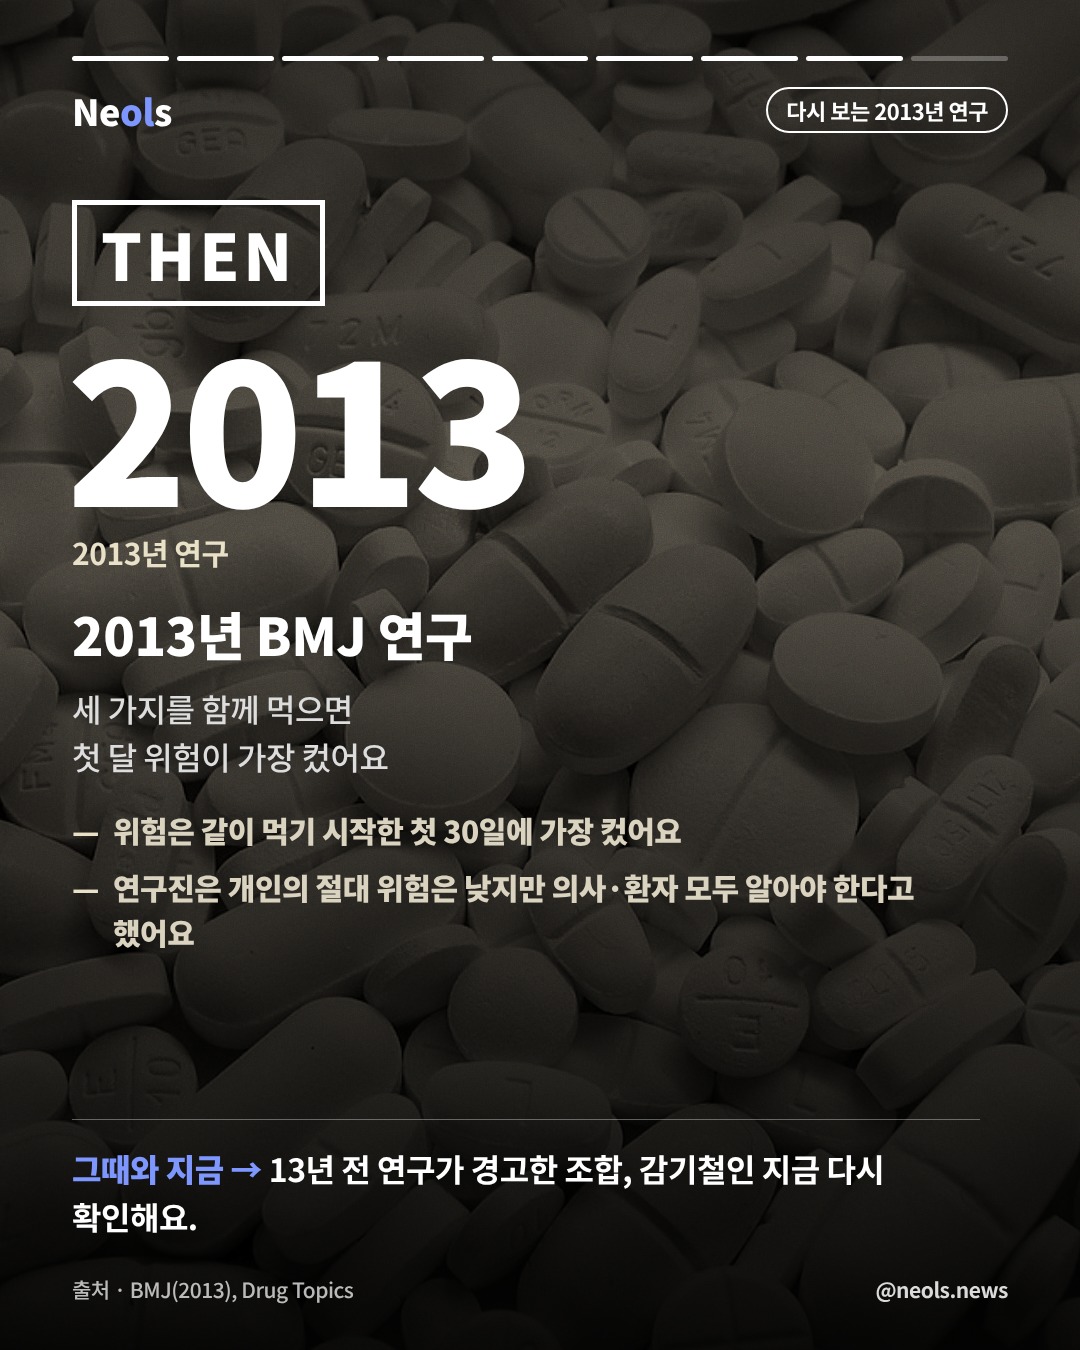 Neols
다시 보는 2013년 연구
THEN
2013
2013년 연구
2013년 BMJ 연구
세 가지를 함께 먹으면
첫 달 위험이 가장 컸어요
— 위험은 같이 먹기 시작한 첫 30일에 가장 컸어요
— 연구진은 개인의 절대 위험은 낮지만 의사·환자 모두 알아야 한다고
했어요
그때와 지금 → 13년 전 연구가 경고한 조합, 감기철인 지금 다시
확인해요.
출처 · BMJ(2013), Drug Topics
@neols.news